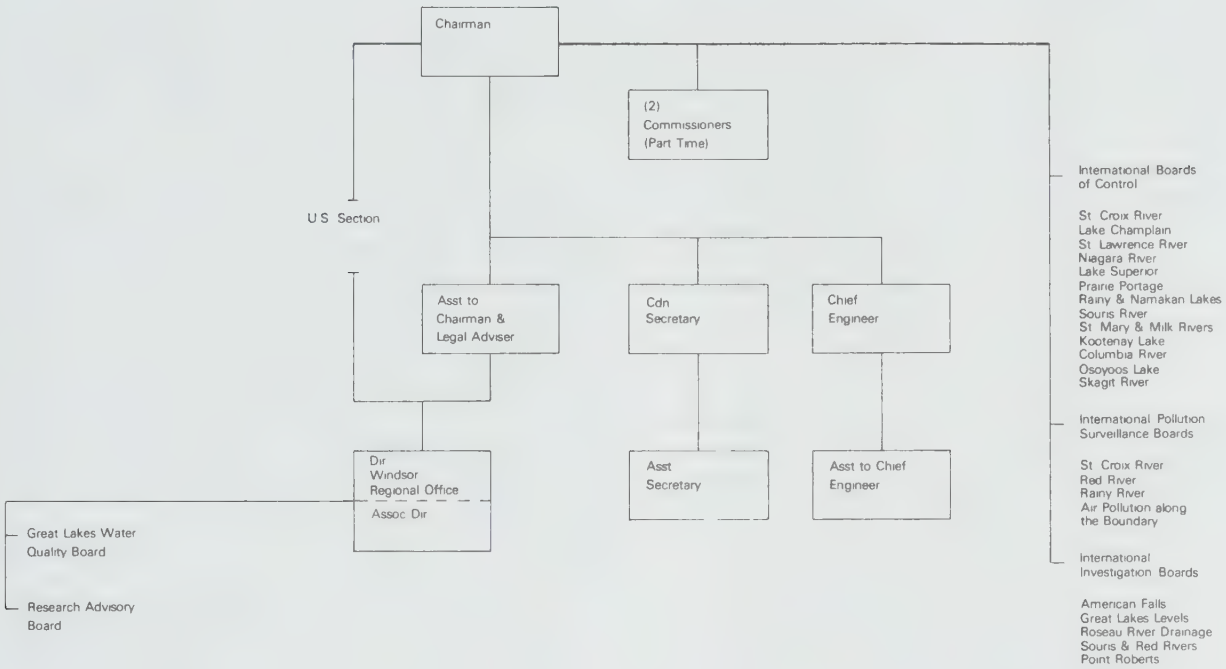 Chairman
(2)
Commissioners
(Part Time)
U S Section
Asst to
Chairman &
Legal Adviser
Cdn
Secretary
Chief
Engineer
Dir
Windsor
Regional Office
Assoc Dir
Asst
Secretary
Asst to Chief
Engineer
Great Lakes Water
Quality Board
Research Advisory
Board
International Boards
of Control
St Croix River
Lake Champlain
St Lawrence River
Niagara River
Lake Superior
Prairie Portage
Rainy & Namakan Lakes
Souris River
St Mary & Milk Rivers
Kootenay Lake
Columbia River
Osoyoos Lake
Skagit River
International Pollution
Surveillance Boards
St Croix River
Red River
Rainy River
Air Pollution along
the Boundary
International
Investigation Boards
American Falls
Great Lakes Levels
Roseau River Drainage
Souris & Red Rivers
Point Roberts